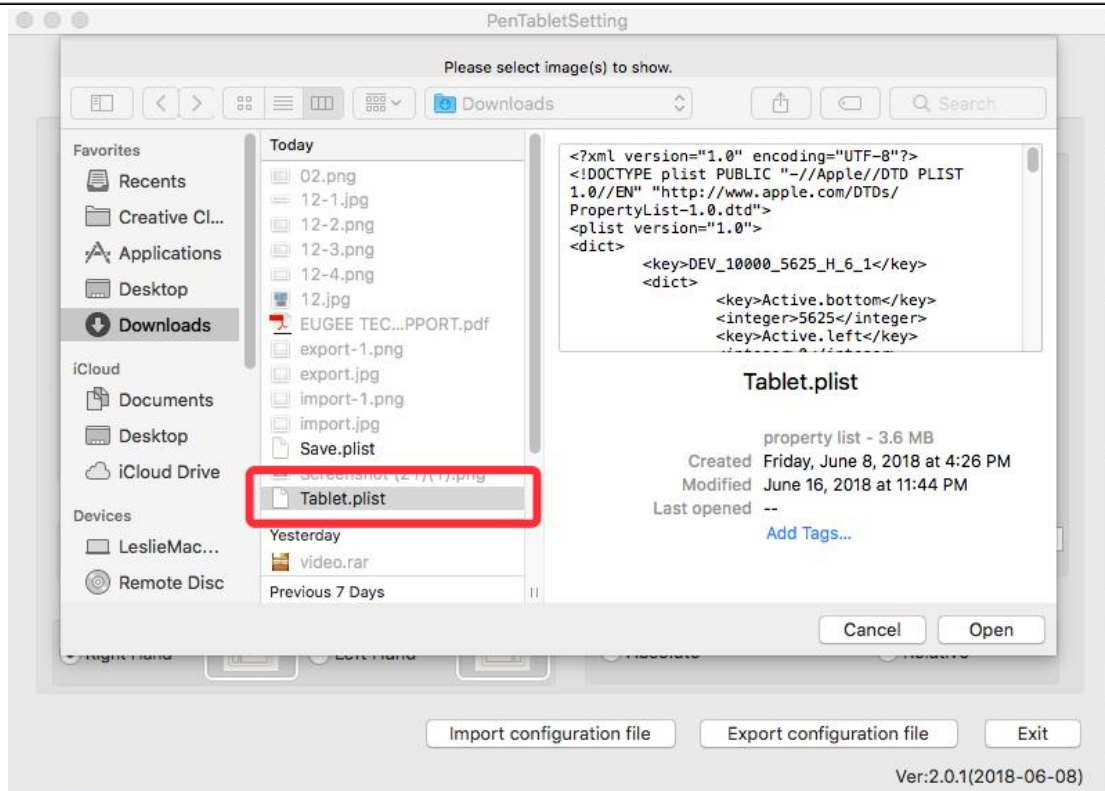 PenTabletSetting
Please select image(s) to show.
Downloads
Search
Favorites
Recents
Creative Cl...
Applications
Desktop
Downloads
iCloud
Documents
Desktop
iCloud Drive
Devices
LeslieMac...
Remote Disc
Today
02.png
12-1.jpg
12-2.png
12-3.png
12-4.png
12.jpg
EUGEE TEC...PPORT.pdf
export-1.png
export.jpg
import-1.png
import.jpg
Save.plist
Screenshot (21)(1).png
Tablet.plist
Yesterday
video.rar
Previous 7 Days
<?xml version="1.0" encoding="UTF-8"?>
<!DOCTYPE plist PUBLIC "-//Apple//DTD PLIST
1.0//EN" "http://www.apple.com/DTDs/
PropertyList-1.0.dtd">
<plist version="1.0">
<dict>
<key>DEV_10000_5625_H_6_1</key>
<dict>
<key>Active.bottom</key>
<integer>5625</integer>
<key>Active.left</key>
Tablet.plist
property list - 3.6 MB
Created Friday, June 8, 2018 at 4:26 PM
Modified June 16, 2018 at 11:44 PM
Last opened --
Add Tags...
Cancel
Open
Right Hand
Left Hand
Absolute
Relative
Import configuration file
Export configuration file
Exit
Ver:2.0.1(2018-06-08)